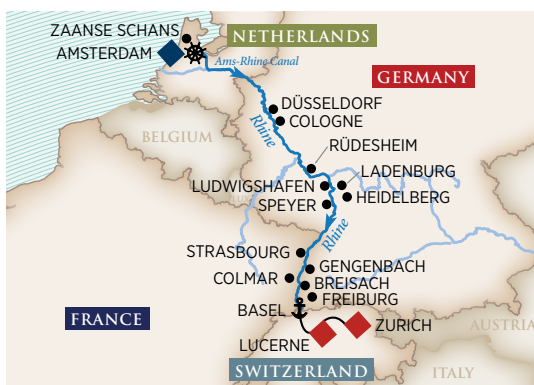 ZAANSE SCHANS
NETHERLANDS
AMSTERDAM
Ams-Rhine Canal
GERMANY
DÜSSELDORF
COLOGNE
Rhine
BELGIUM
RÜDESHEIM
LADENBURG
LUDWIGSHAFEN
HEIDELBERG
SPEYER
Rhine
STRASBOURG
GENGENBACH
COLMAR
BREISACH
FREIBURG
BASEL
FRANCE
ZURICH
AUSTRIA
LUCERNE
SWITZERLAND
ITALY